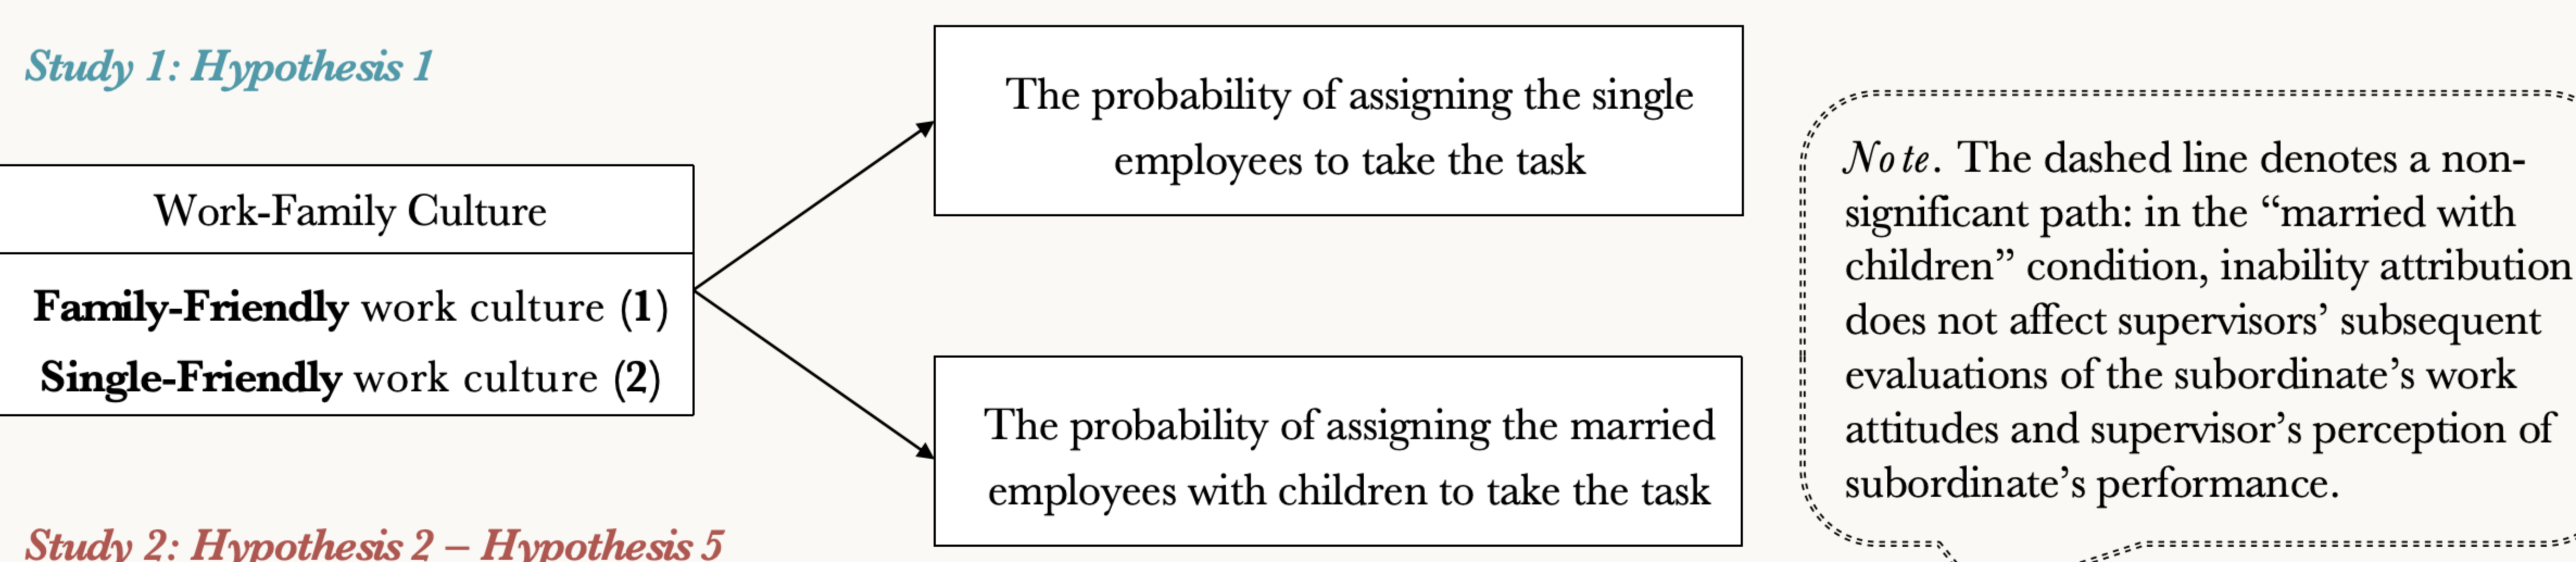 Study 1: Hypothesis 1
Work-Family Culture
Family-Friendly work culture (1)
Single-Friendly work culture (2)
The probability of assigning the single
employees to take the task
The probability of assigning the married
employees with children to take the task
Note. The dashed line denotes a non-
significant path: in the “married with
children” condition, inability attribution
does not affect supervisors’ subsequent
evaluations of the subordinate’s work
attitudes and supervisor’s perception of
subordinate’s performance.
Study 2: Hypothesis 2 – Hypothesis 5